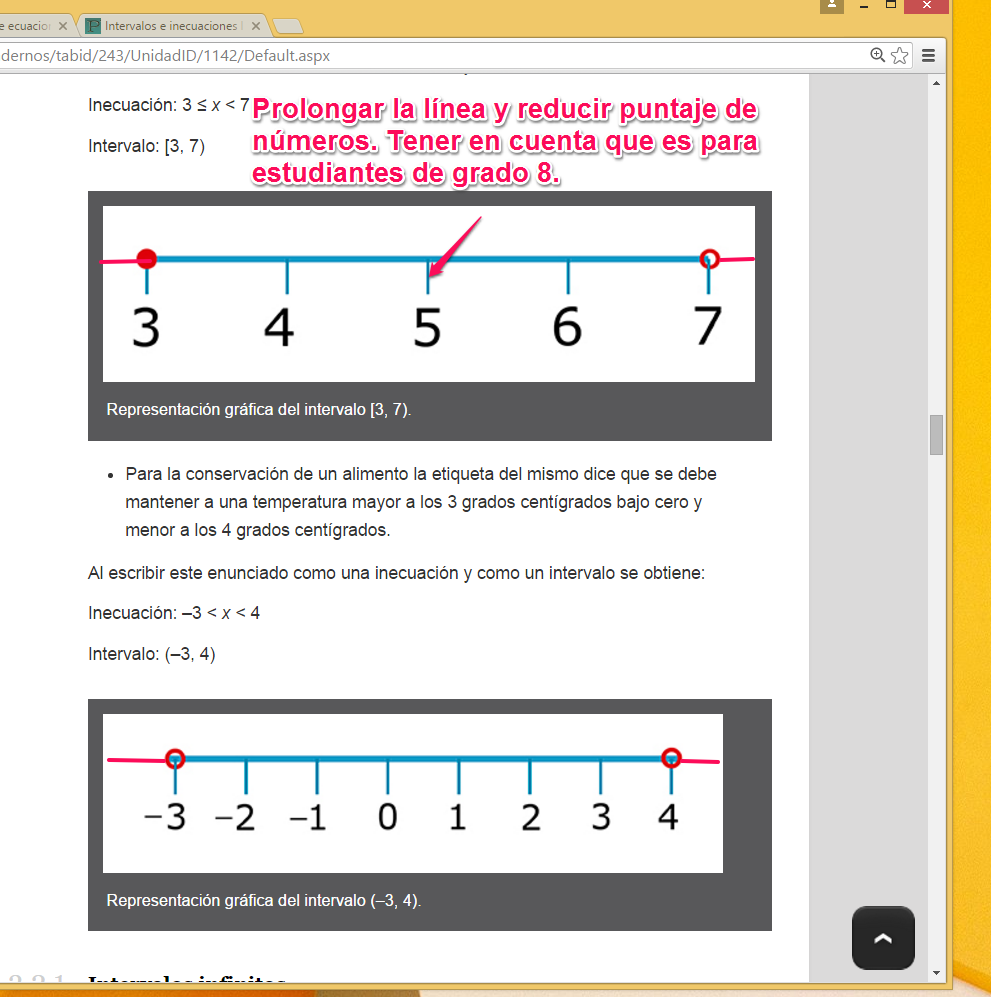 e ecuacio
Intervalos e inecuaciones
dernos/tabid/243/UnidadID/1142/Default.aspx
Inecuación: 3 ≤ x < 7
Intervalo: [3, 7)
Prolongar la línea y reducir puntaje de
números. Tener en cuenta que es para
estudiantes de grado 8.
3 4 5 6 7
Representación gráfica del intervalo [3, 7).
• Para la conservación de un alimento la etiqueta del mismo dice que se debe
mantener a una temperatura mayor a los 3 grados centígrados bajo cero y
menor a los 4 grados centígrados.
Al escribir este enunciado como una inecuación y como un intervalo se obtiene:
Inecuación: –3 < x < 4
Intervalo: (–3, 4)
–3 –2 –1 0 1 2 3 4
Representación gráfica del intervalo (–3, 4).
Intervalos infinitos